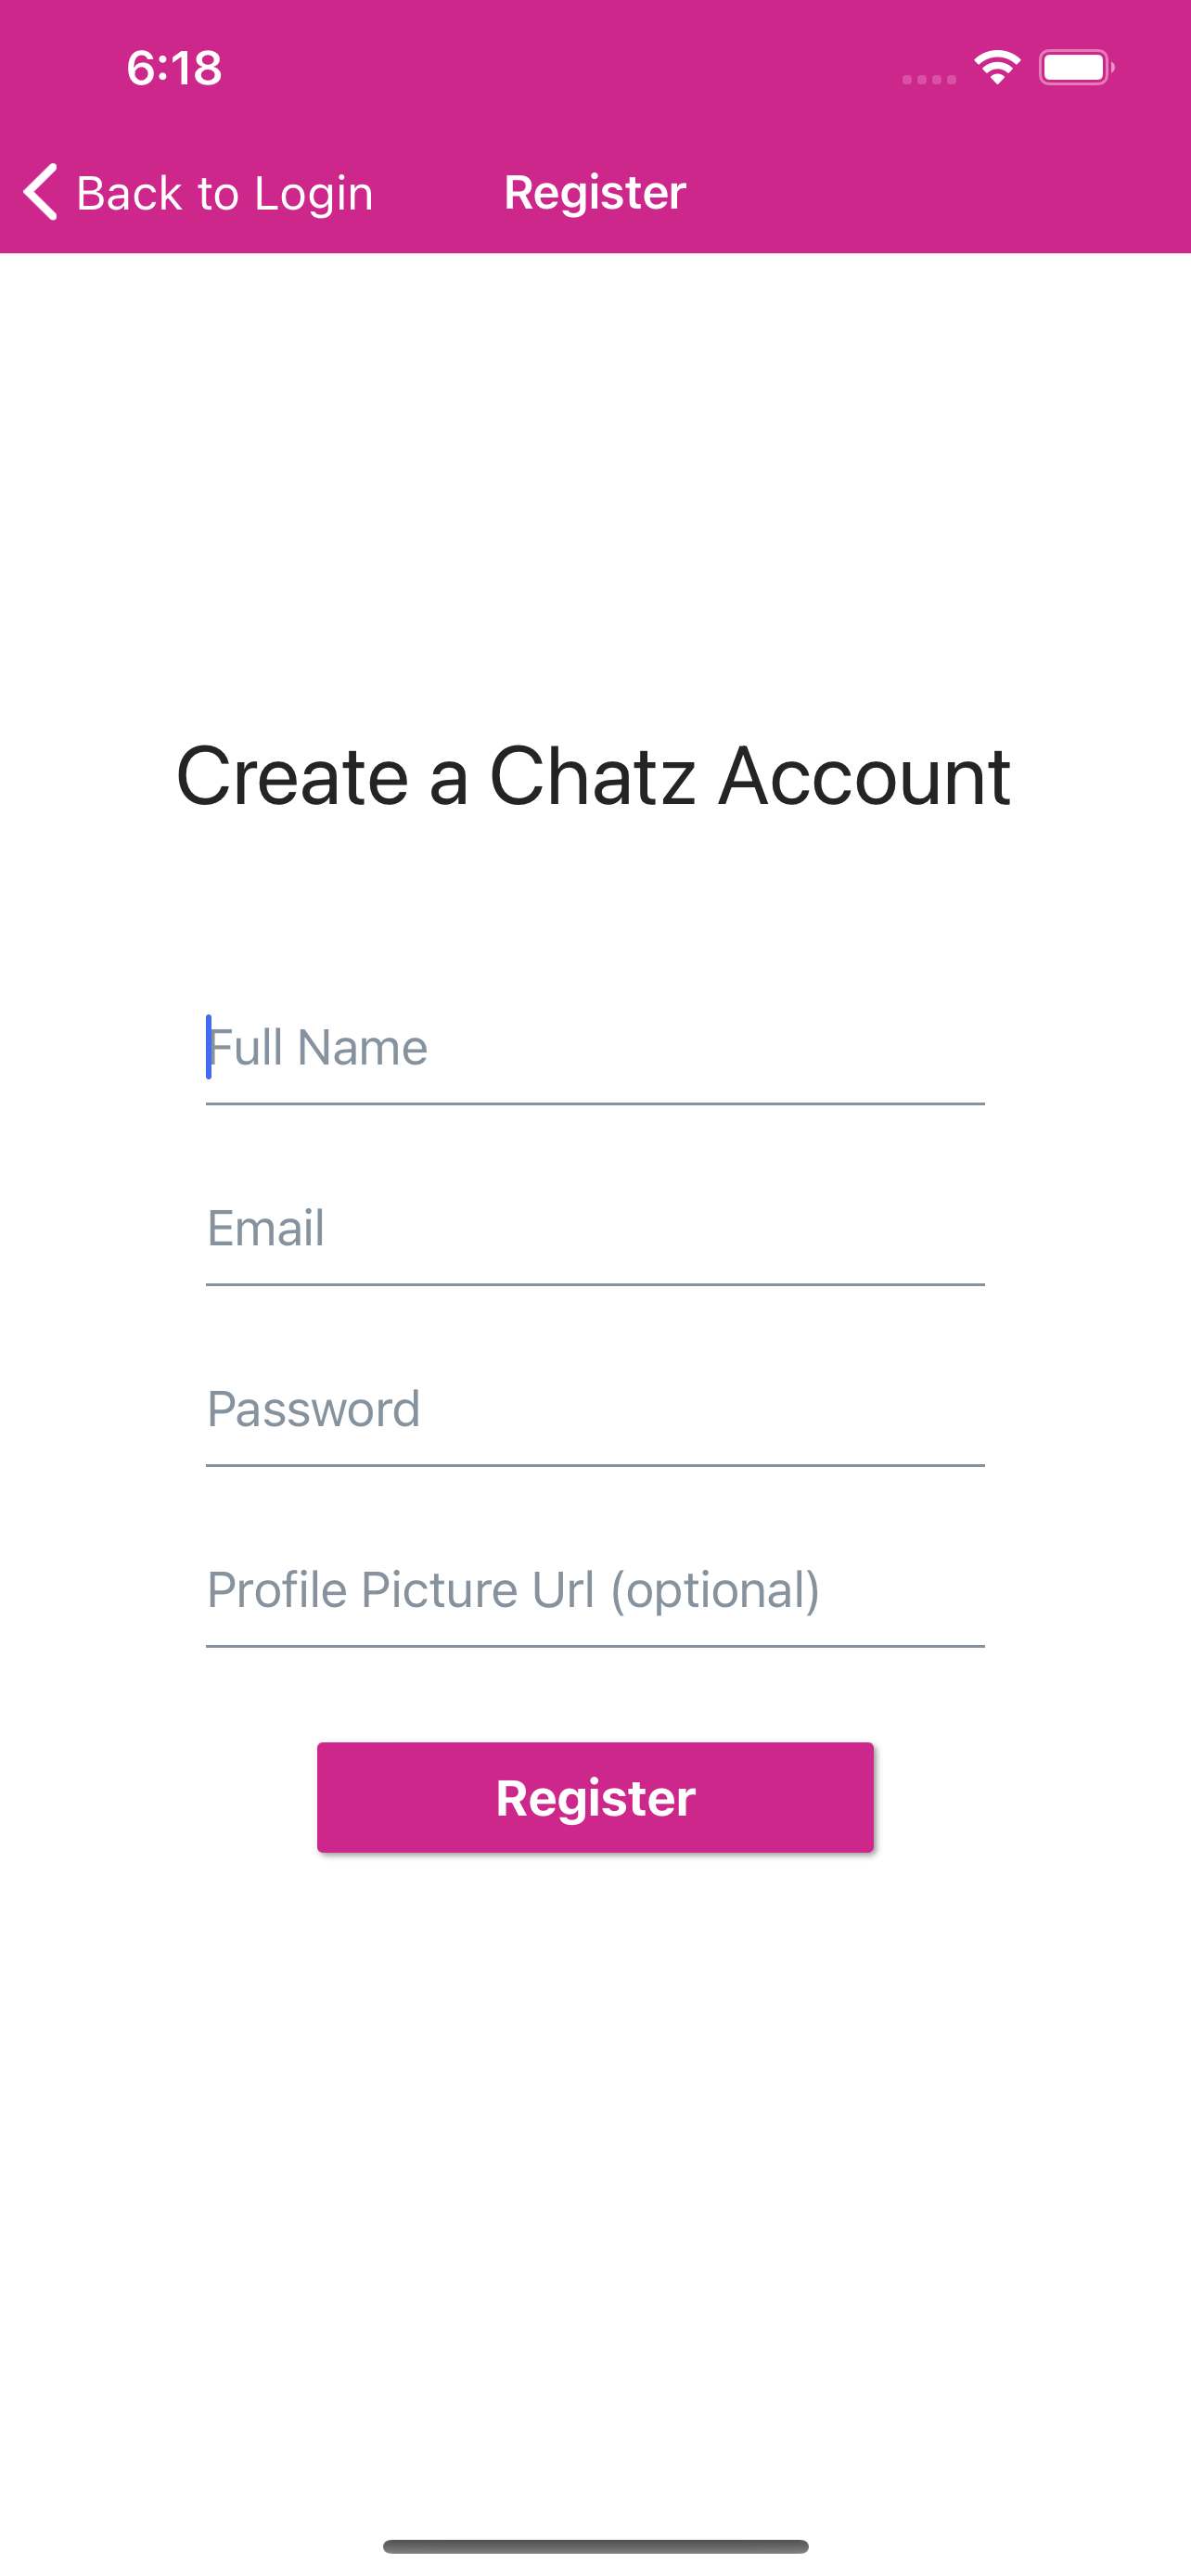 6:18
Back to Login
Register
Create a Chatz Account
Full Name
Email
Password
Profile Picture Url (optional)
Register